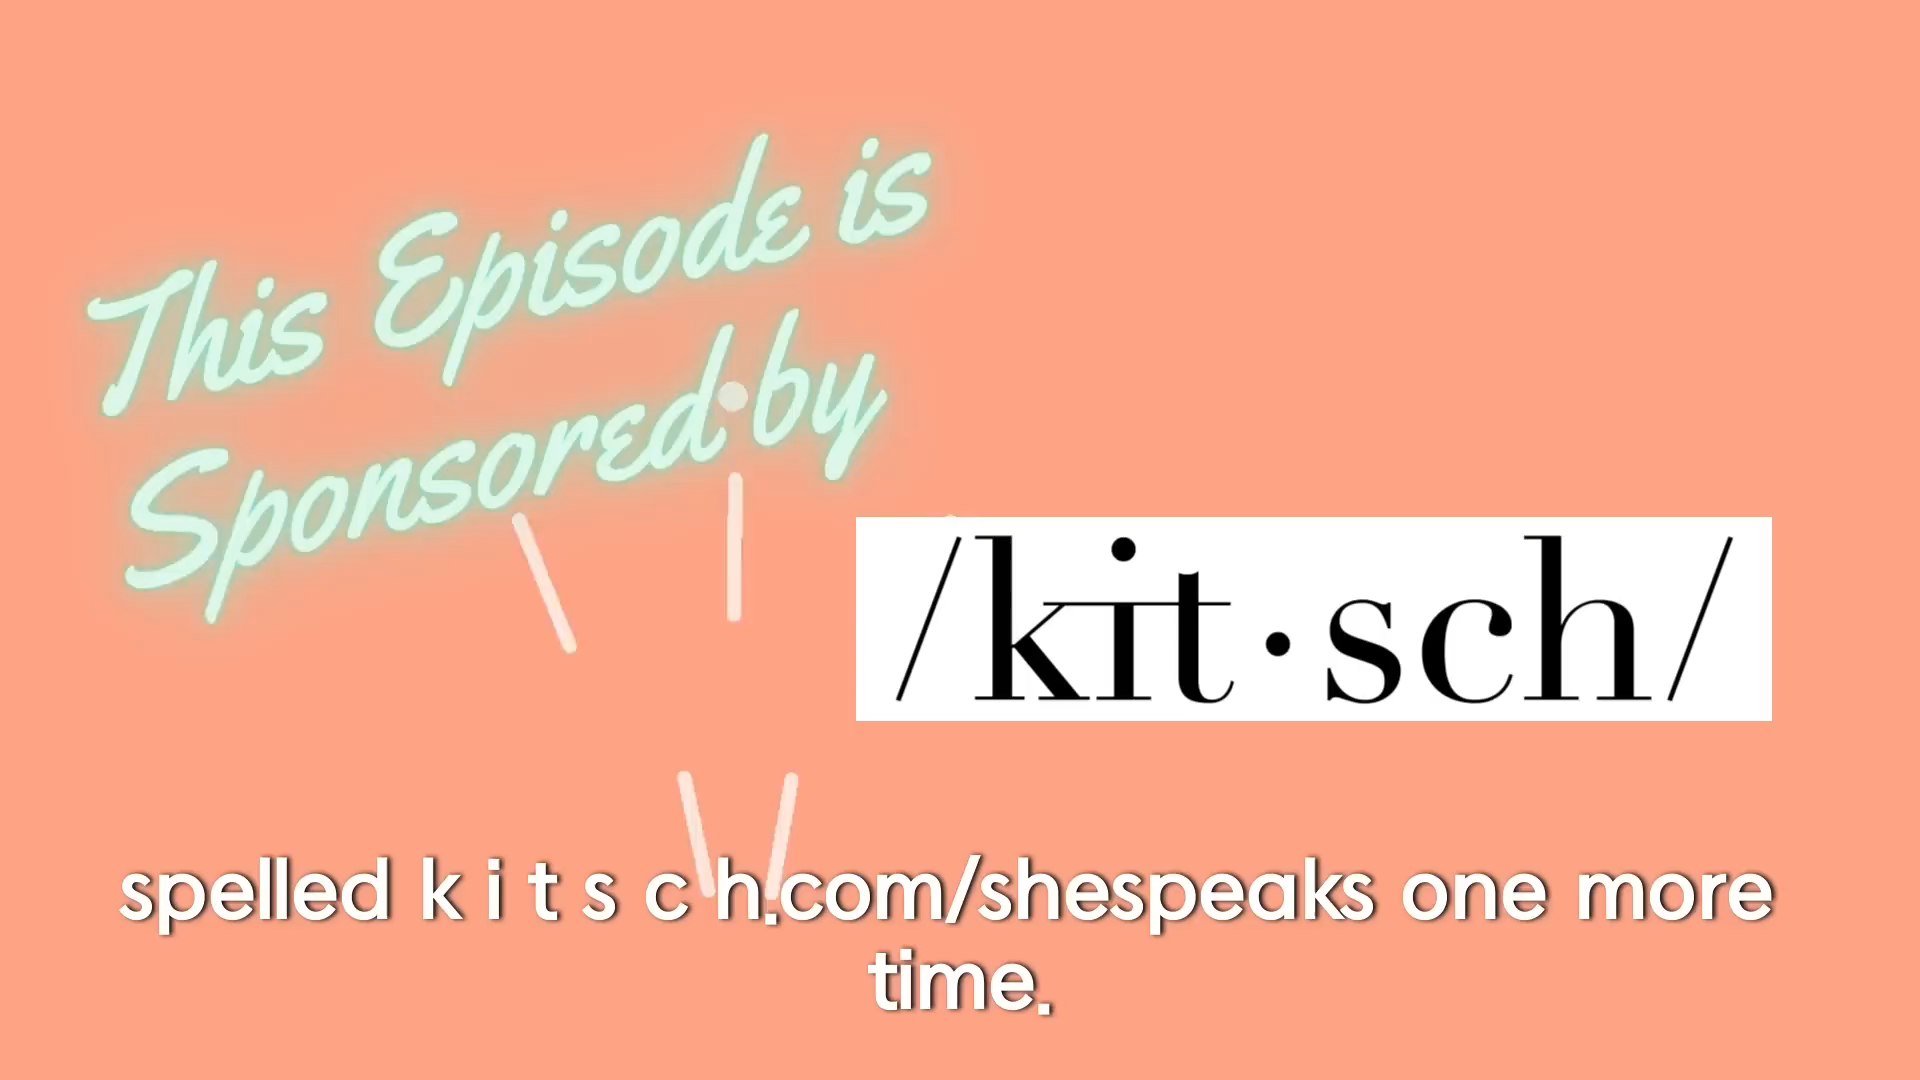 This Episode is
Sponsored by
/kit·sch/
spelled k i t s c h.com/shespeaks one more
time.